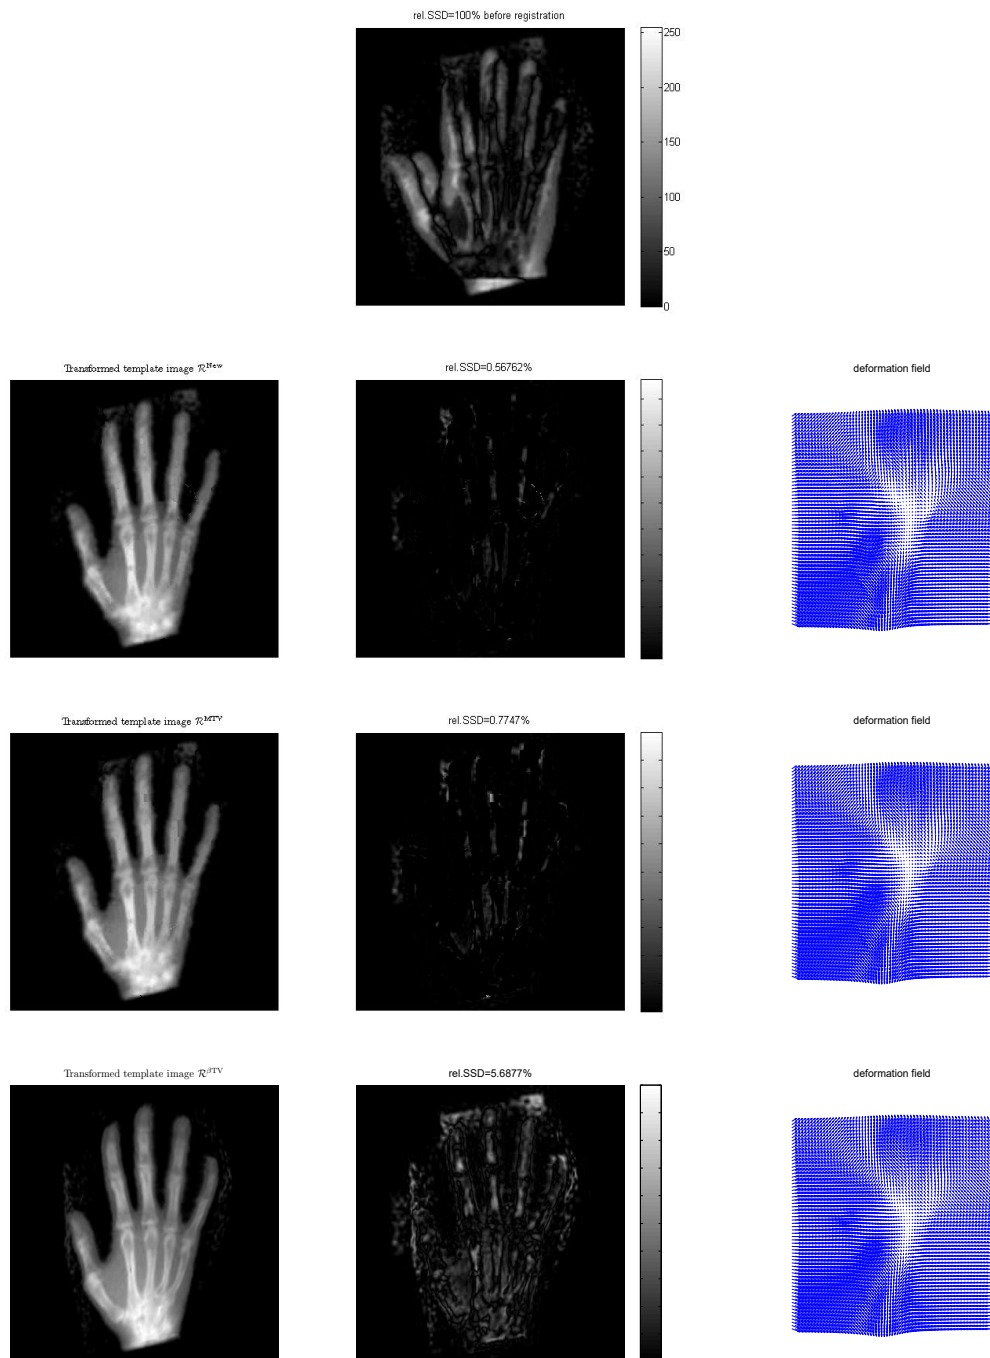 rel.SSD=100% before registration
250
200
150
100
50
0
Transformed template image 𝓡^New
rel.SSD=0.56762%
deformation field
Transformed template image 𝓡^MTV
rel.SSD=0.7747%
deformation field
Transformed template image 𝓡^βTV
rel.SSD=5.6877%
deformation field